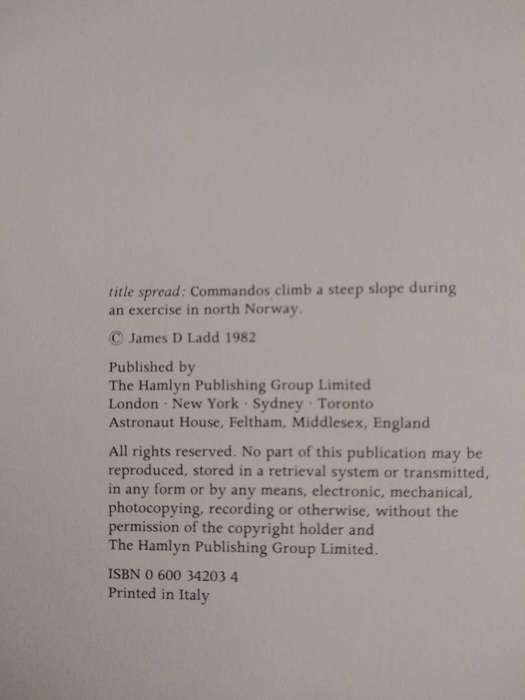 title spread: Commandos climb a steep slope during
an exercise in north Norway.
© James D Ladd 1982
Published by
The Hamlyn Publishing Group Limited
London · New York · Sydney · Toronto
Astronaut House, Feltham, Middlesex, England
All rights reserved. No part of this publication may be
reproduced, stored in a retrieval system or transmitted,
in any form or by any means, electronic, mechanical,
photocopying, recording or otherwise, without the
permission of the copyright holder and
The Hamlyn Publishing Group Limited.
ISBN 0 600 34203 4
Printed in Italy